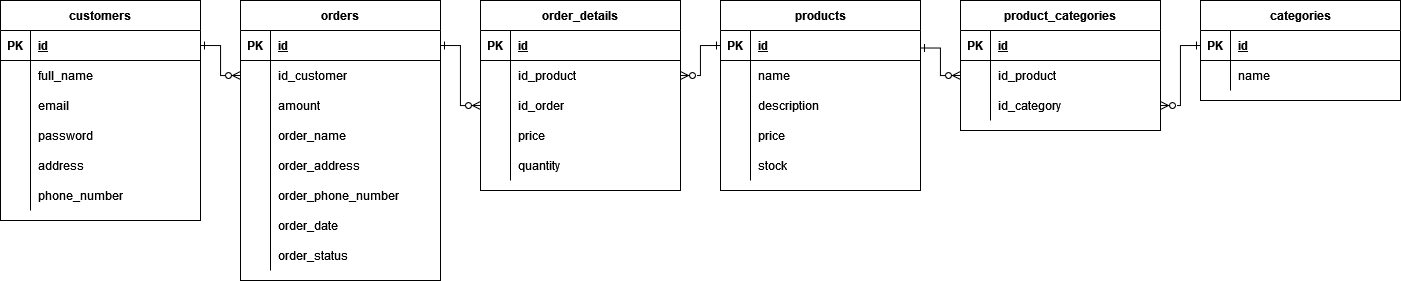 customers
PK id
full_name
email
password
address
phone_number
orders
PK id
id_customer
amount
order_name
order_address
order_phone_number
order_date
order_status
order_details
PK id
id_product
id_order
price
quantity
products
PK id
name
description
price
stock
product_categories
PK id
id_product
id_category
categories
PK id
name